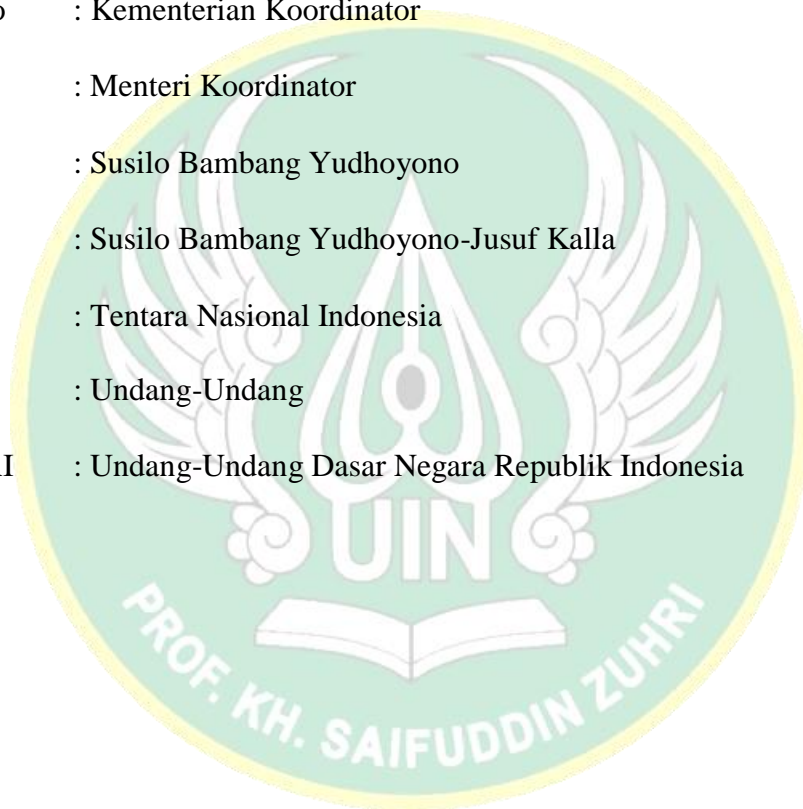 : Kementerian Koordinator
: Menteri Koordinator
: Susilo Bambang Yudhoyono
: Susilo Bambang Yudhoyono-Jusuf Kalla
: Tentara Nasional Indonesia
: Undang-Undang
: Undang-Undang Dasar Negara Republik Indonesia
UIN
PROF. KH. SAIFUDDIN ZUHRI